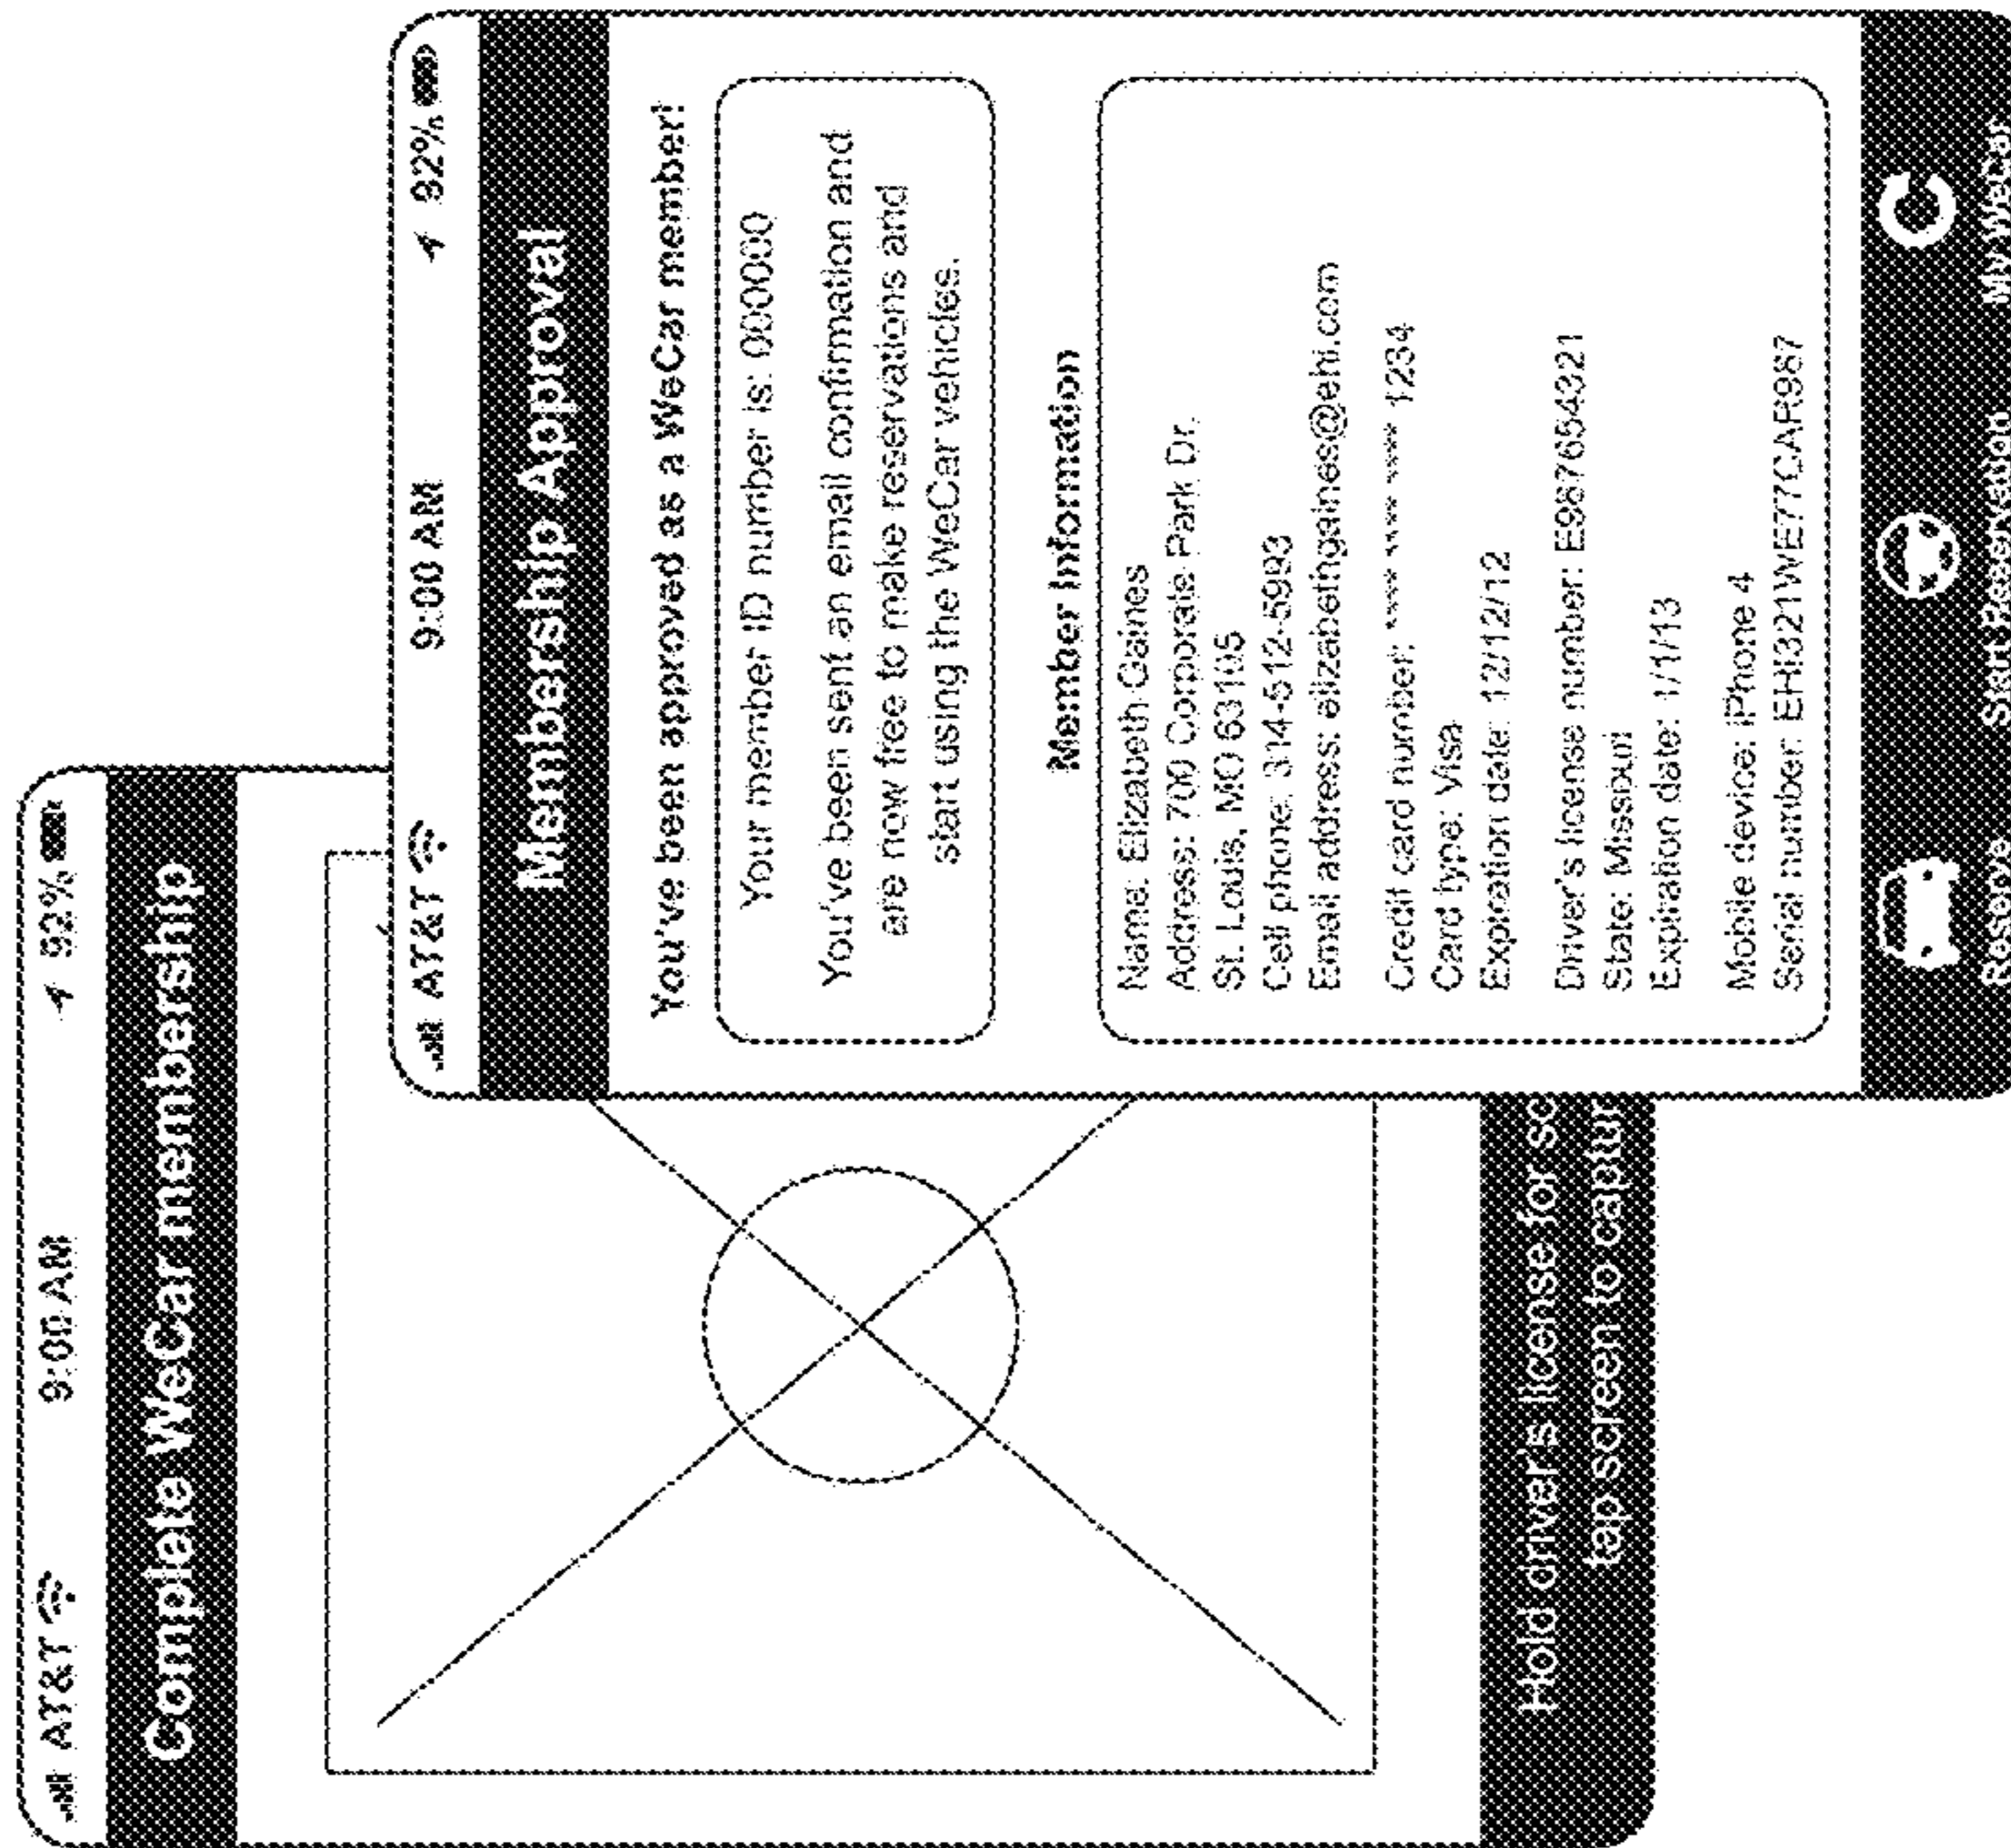 AT&T 9:00 AM 92%
Complete WeCar membership
Hold driver's license for sc
tap screen to captur
AT&T 9:00 AM 92%
Membership Approval
You've been approved as a WeCar member!
Your member ID number is: 00000
You've been sent an email confirmation and
are now free to make reservations and
start using the WeCar vehicles.
Member Information
Name: Elizabeth Gaines
Address: 700 Corporate Park Dr.
St. Louis, MO 63105
Cell phone: 314-512-5993
Email address: elizabethgaines@ehi.com
Credit card number: **** **** **** 1234
Card type: Visa
Expiration date: 12/12/12
Driver's license number: E987654321
State: Missouri
Expiration date: 1/1/13
Mobile device: iPhone 4
Serial number: EHI321WE77CAR987
Reserve Start Reservation My WeCar